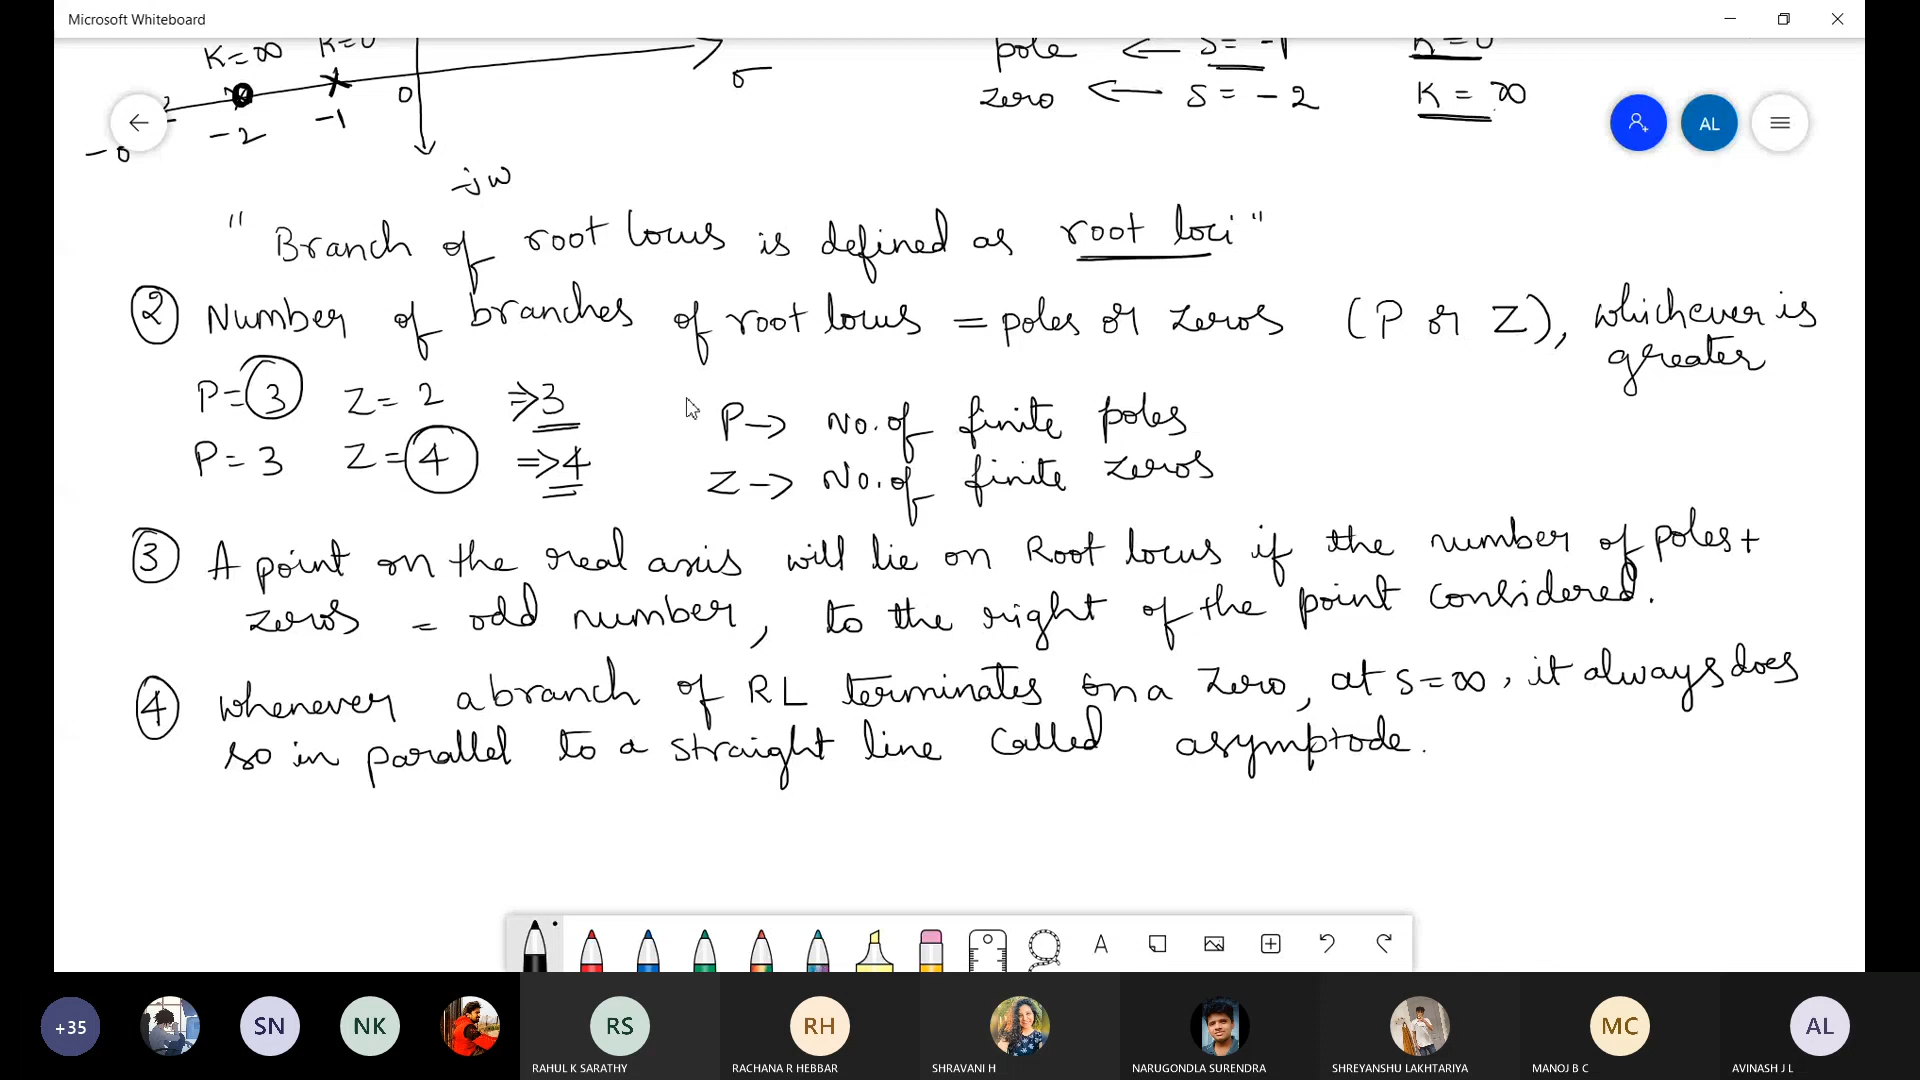 Microsoft Whiteboard
K=∞ K=0
pole ← S= -1 K=0
zero ← S = -2 K = ∞
σ
0
-1
-2
-jω
AL
"Branch of root locus is defined as root loci"
② Number of branches of root locus = poles or zeros (P or Z), whichever is
greater
P=3 Z=2 ⇒3
P=3 Z=4 ⇒4
P→ No. of finite poles
Z→ No. of finite zeros
③ A point on the real axis will lie on Root locus if the number of poles+
zeros = odd number, to the right of the point considered.
④ whenever a branch of RL terminates on a zero, at s=∞, it always does
so in parallel to a straight line called asymptode.
A
+35 SN NK RS RH MC AL
RAHUL K SARATHY RACHANA R HEBBAR SHRAVANI H NARUGONDLA SURENDRA SHREYANSHU LAKHTARIYA MANOJ B C AVINASH J L